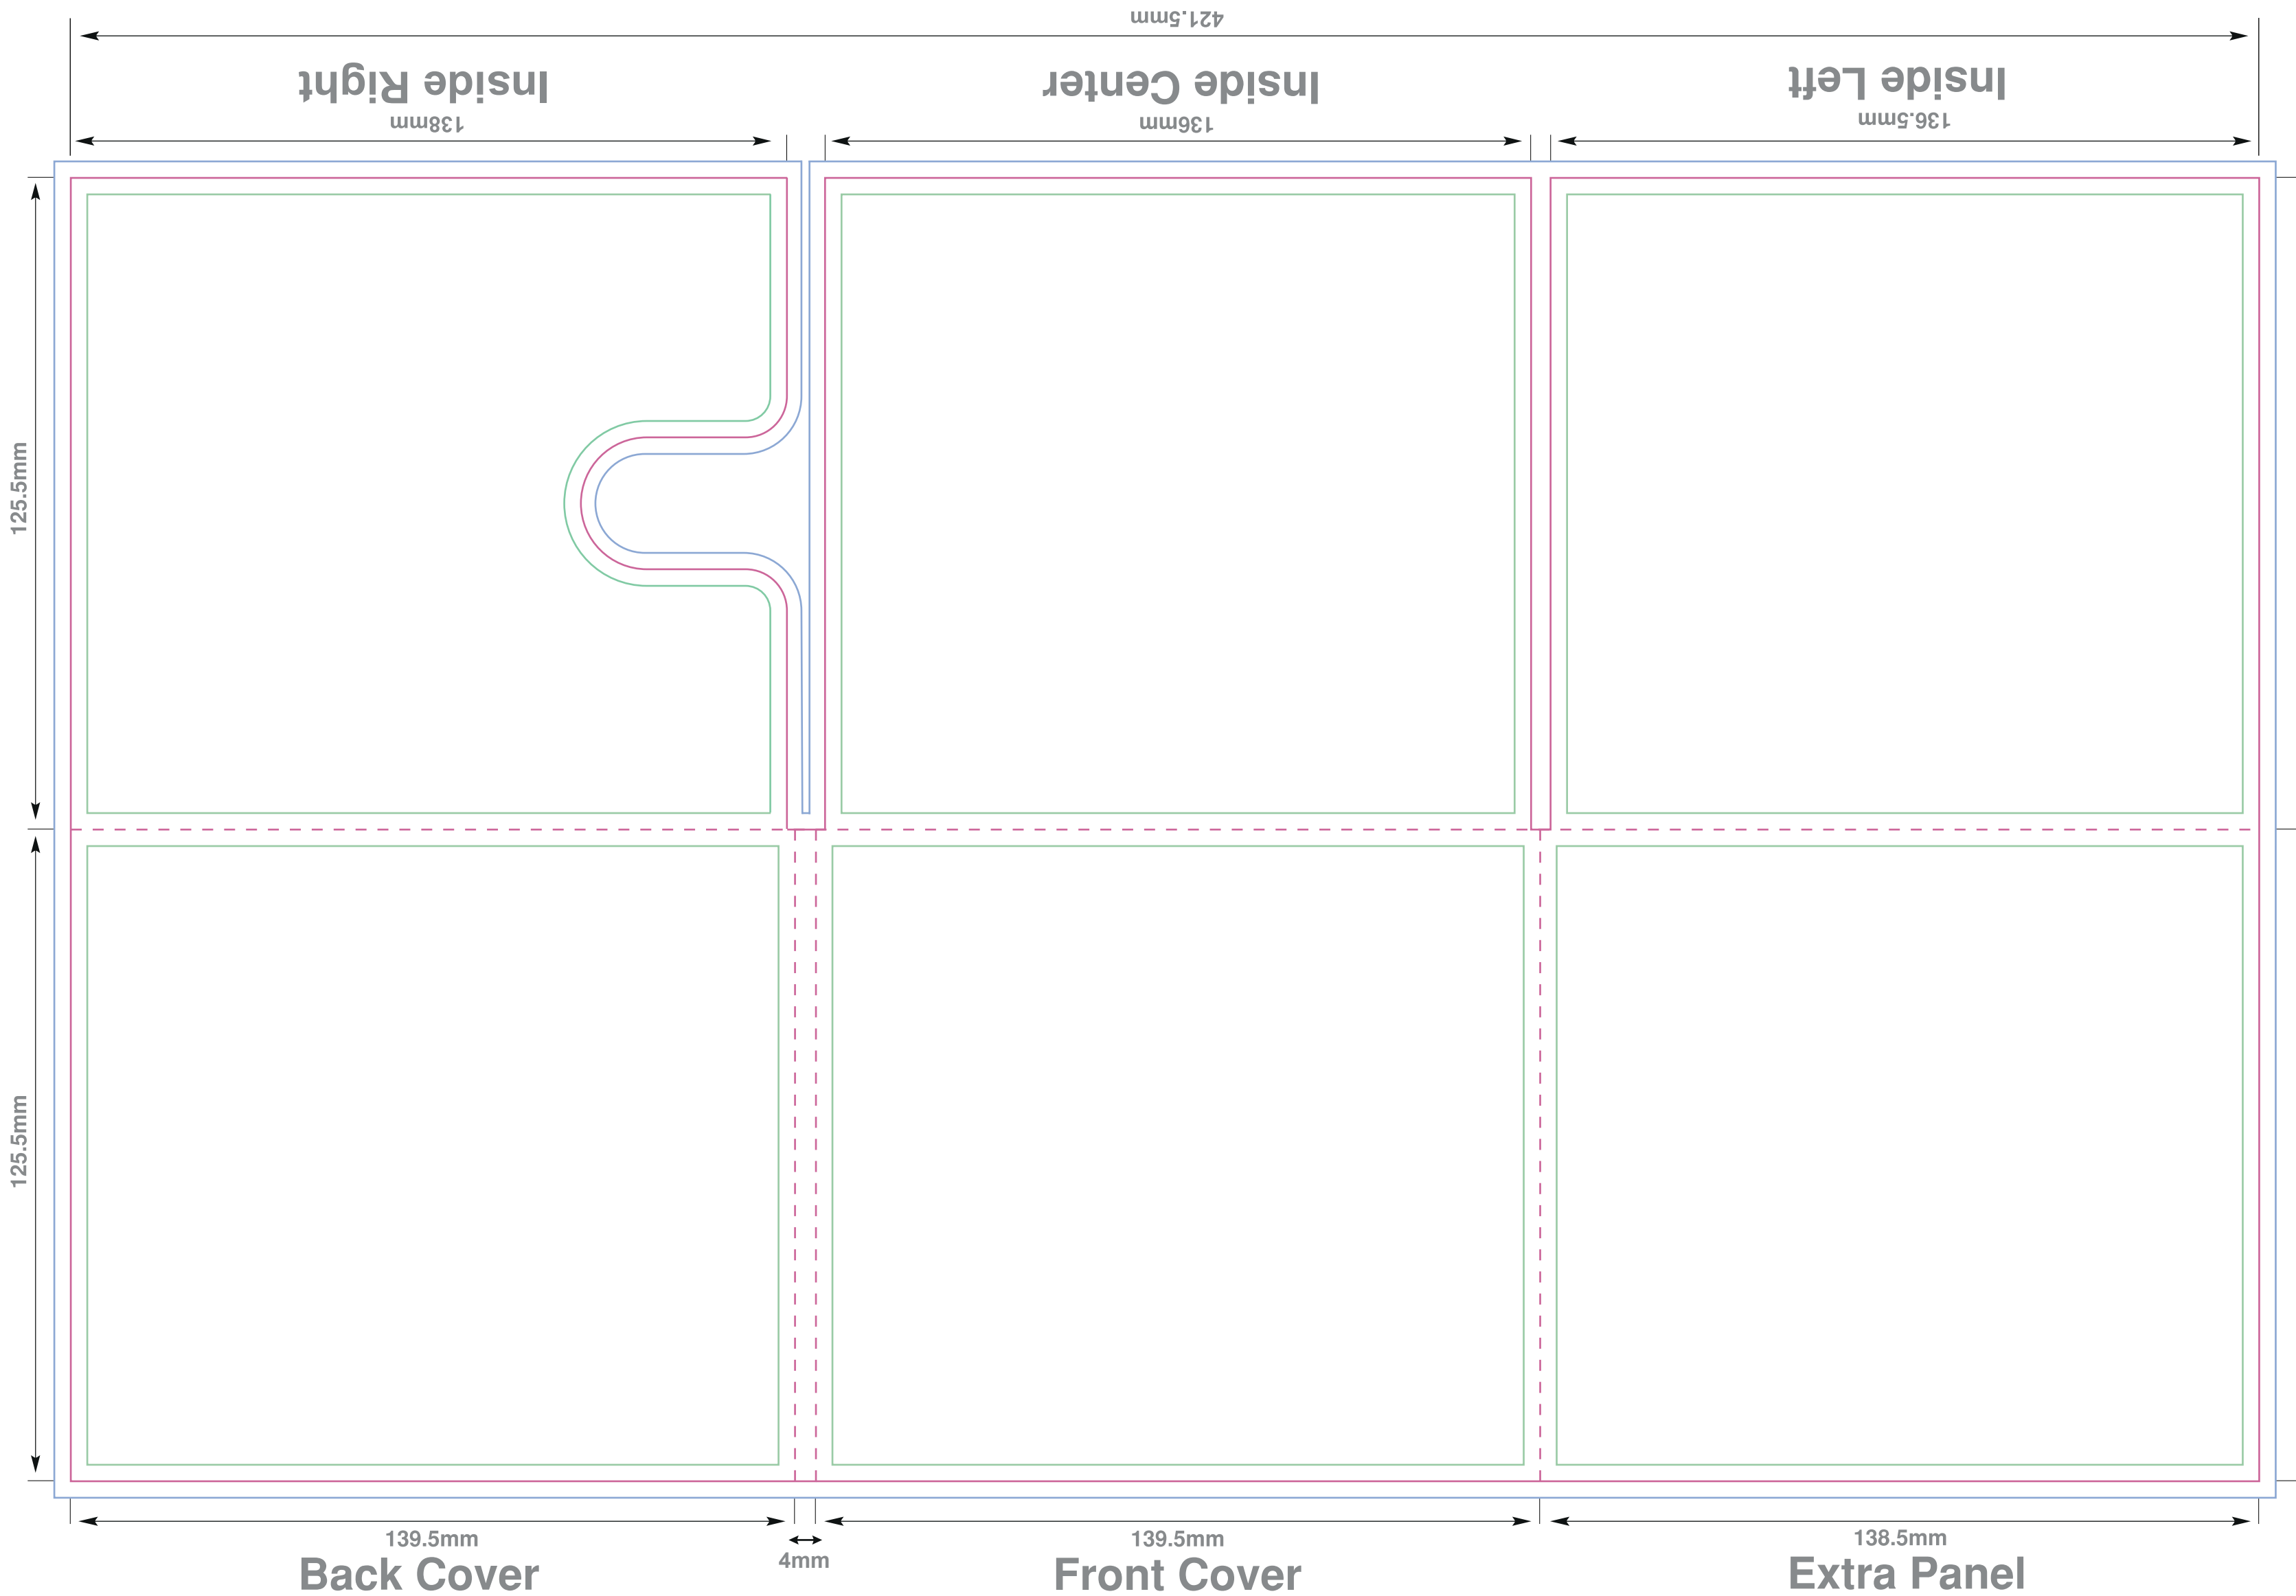 421.5mm
Inside Right
Inside Center
Inside Left
138mm
136mm
136.5mm
125.5mm
125.5mm
139.5mm
4mm
139.5mm
138.5mm
Back Cover
Front Cover
Extra Panel